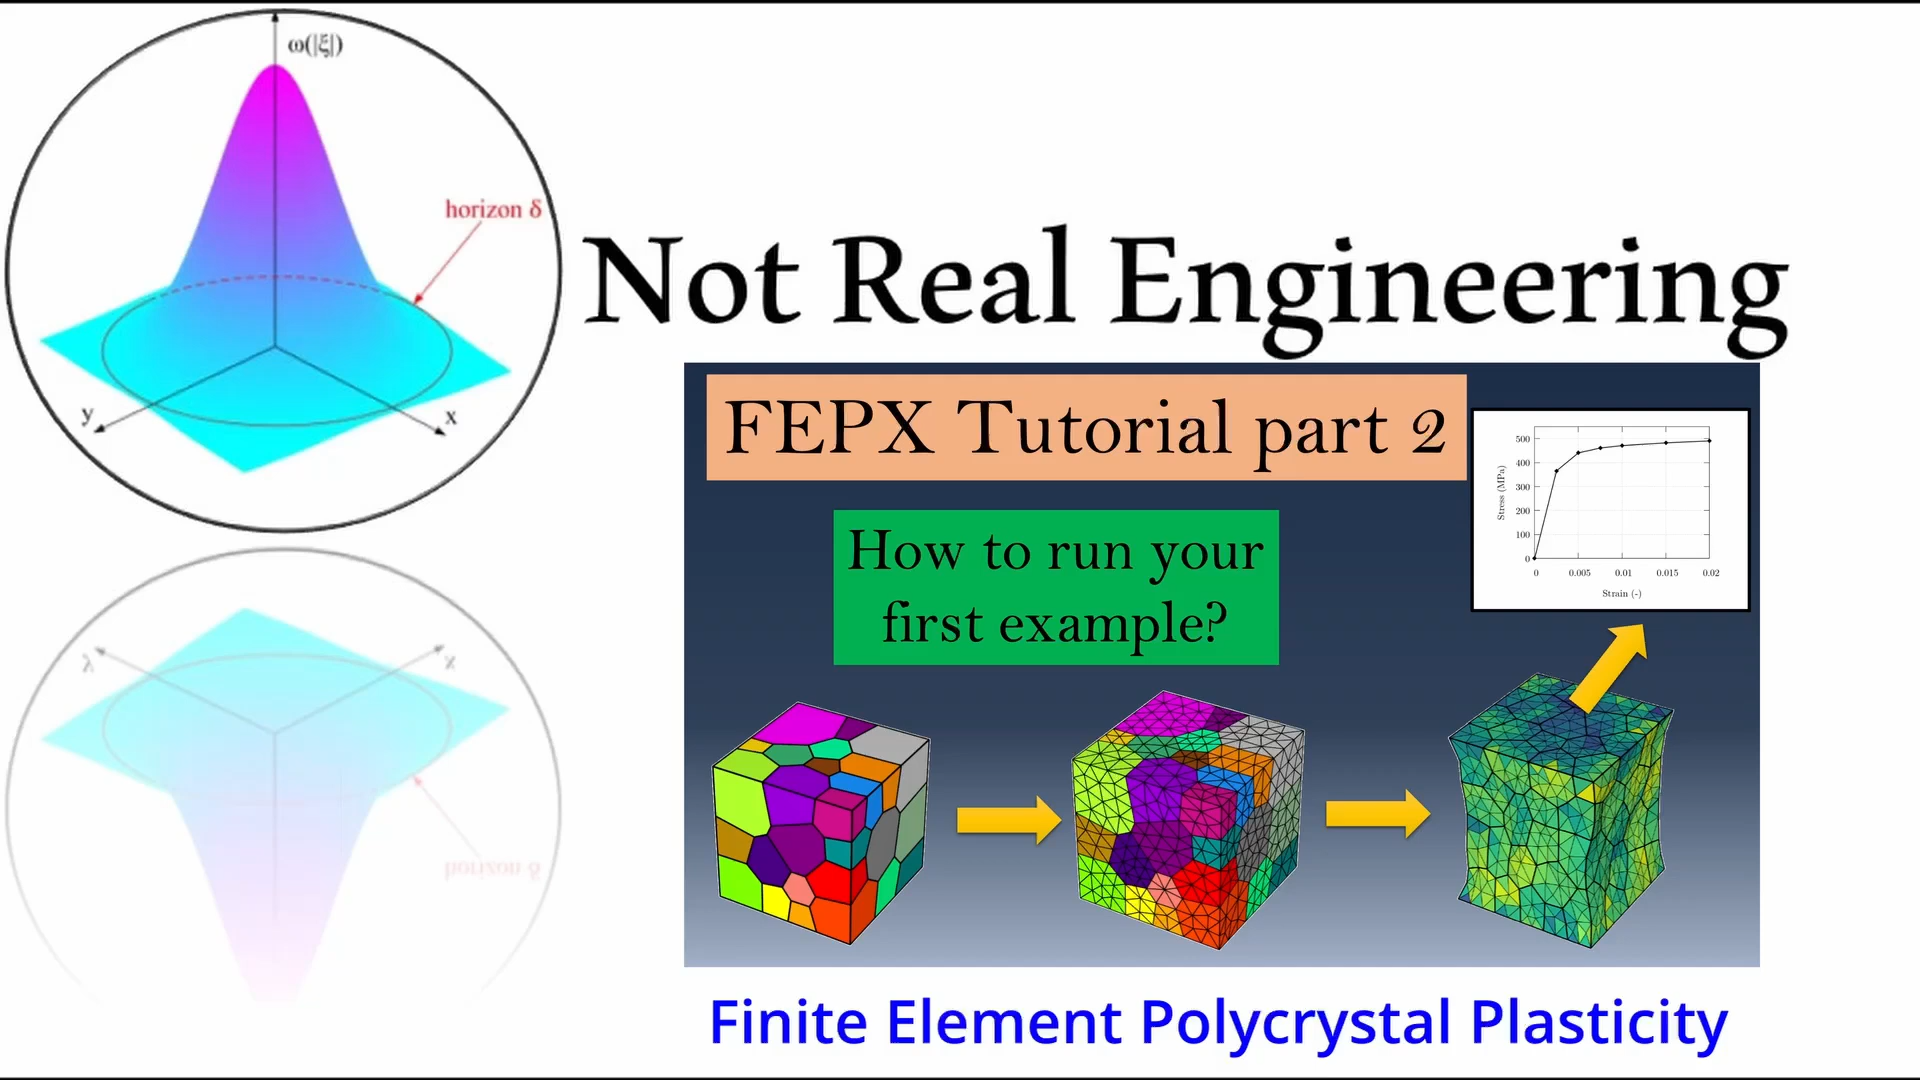 ω(|ξ|)
horizon δ
y
x
Not Real Engineering
FEPX Tutorial part 2
How to run your
first example?
Stress (MPa)
500
400
300
200
100
0
0 0.005 0.01 0.015 0.02
Strain (-)
y
x
horizon δ
Finite Element Polycrystal Plasticity